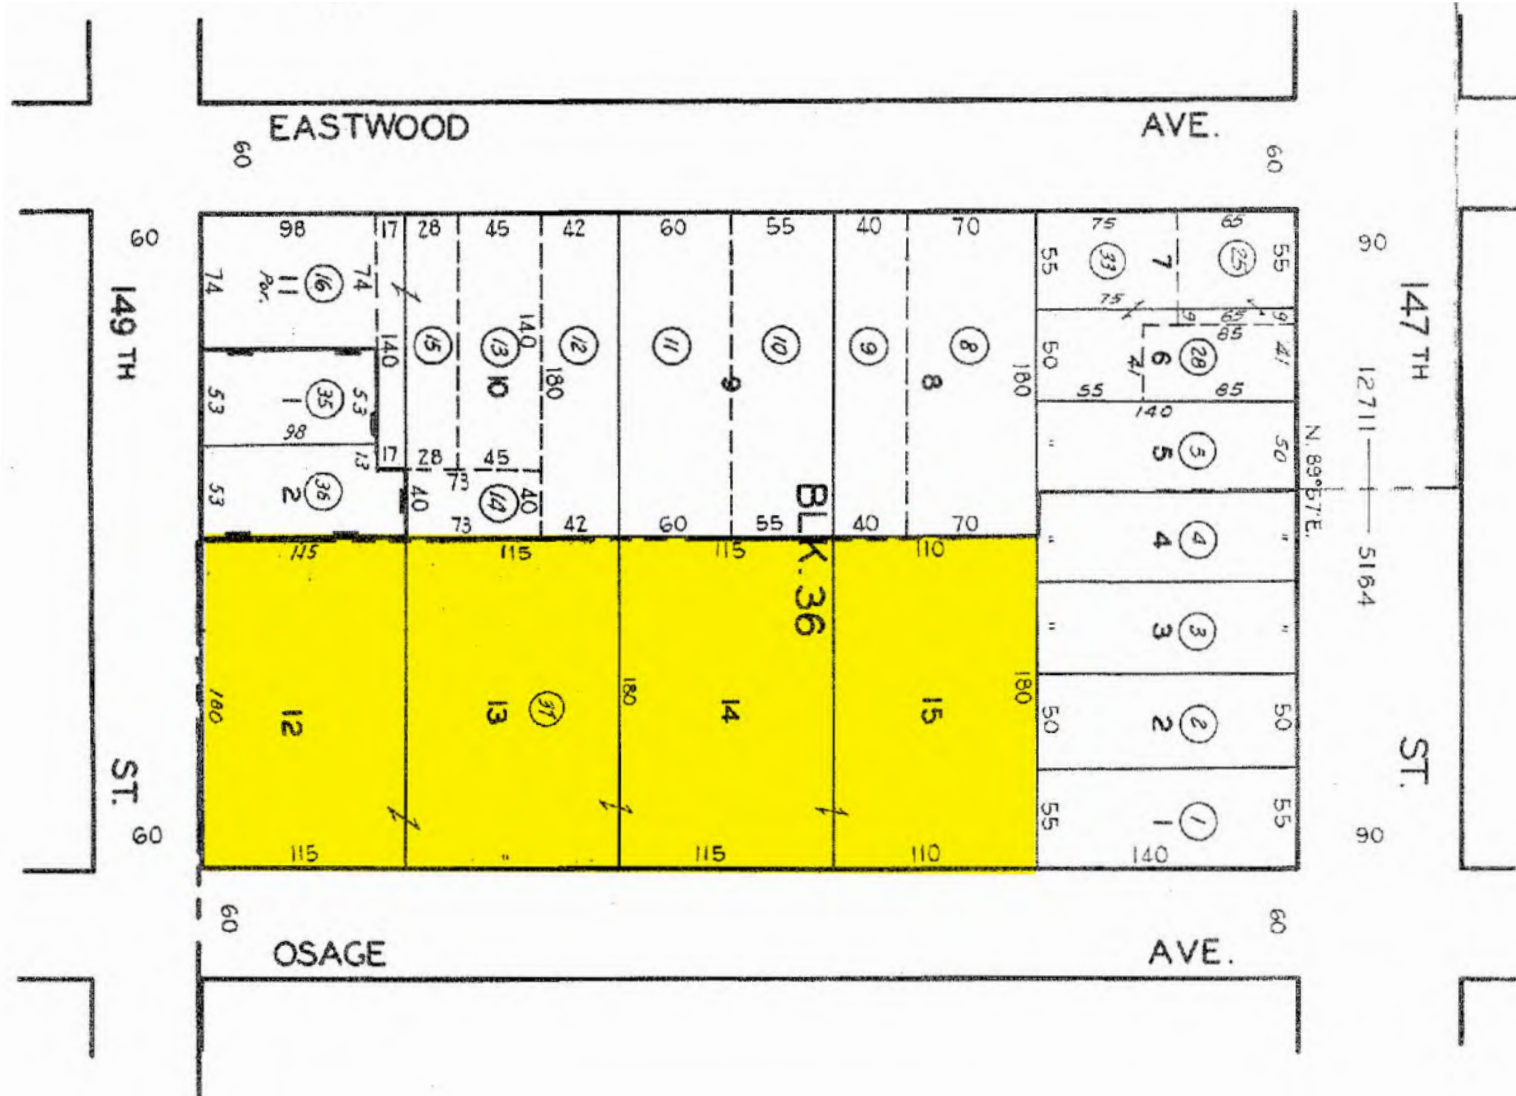 EASTWOOD AVE.
60 60
60 98 17 28 45 42 60 55 40 70 75 65 90
74 Por. 11 16 74 55 33 7 25 55
149 TH 147 TH
75 9 65 9
85
140 15 13 140 12 11 10 9 8 50 71 6 28 41
10 180 9 8 180
53 1 35 53 55 85
98 140
12711
17 28 45 13 " 5 5 50
73
N. 89°57'E.
53 2 36 40 14 40
73 42 60 55 40 70
BLK. 36
115 115 115 110 " 4 4 "
5164
" 3 3 "
180 12 13 37 180 14 15 180 50 2 2 50
ST. ST.
60 55 1 1 55 90
115 " 115 110 140
60 60
OSAGE AVE.